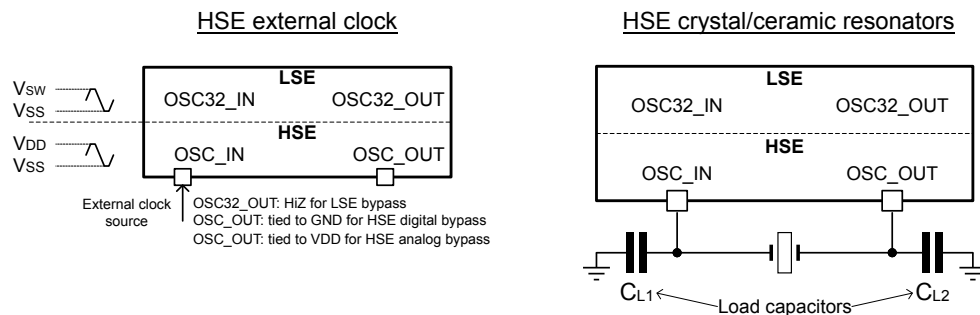 HSE external clock
LSE
VSW
VSS
OSC32_IN
OSC32_OUT
HSE
VDD
VSS
OSC_IN
OSC_OUT
External clock
source
OSC32_OUT: HiZ for LSE bypass
OSC_OUT: tied to GND for HSE digital bypass
OSC_OUT: tied to VDD for HSE analog bypass
HSE crystal/ceramic resonators
LSE
OSC32_IN
OSC32_OUT
HSE
OSC_IN
OSC_OUT
CL1
CL2
Load capacitors